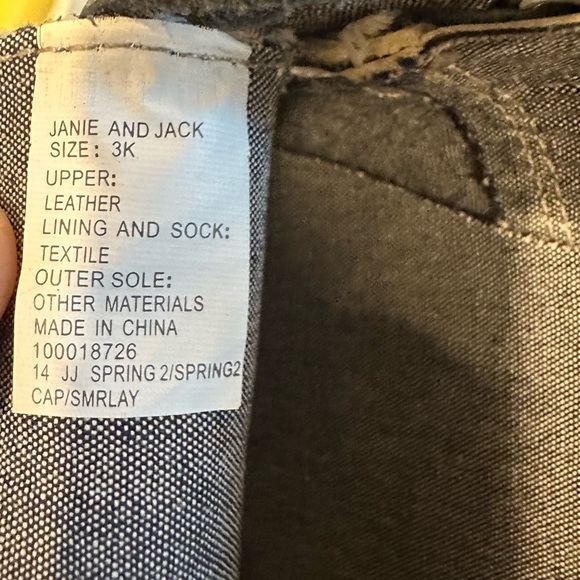 JANIE AND JACK
SIZE: 3K
UPPER:
LEATHER
LINING AND SOCK:
TEXTILE
OUTER SOLE:
OTHER MATERIALS
MADE IN CHINA
100018726
14 JJ SPRING 2/SPRING2
CAP/SMRLAY